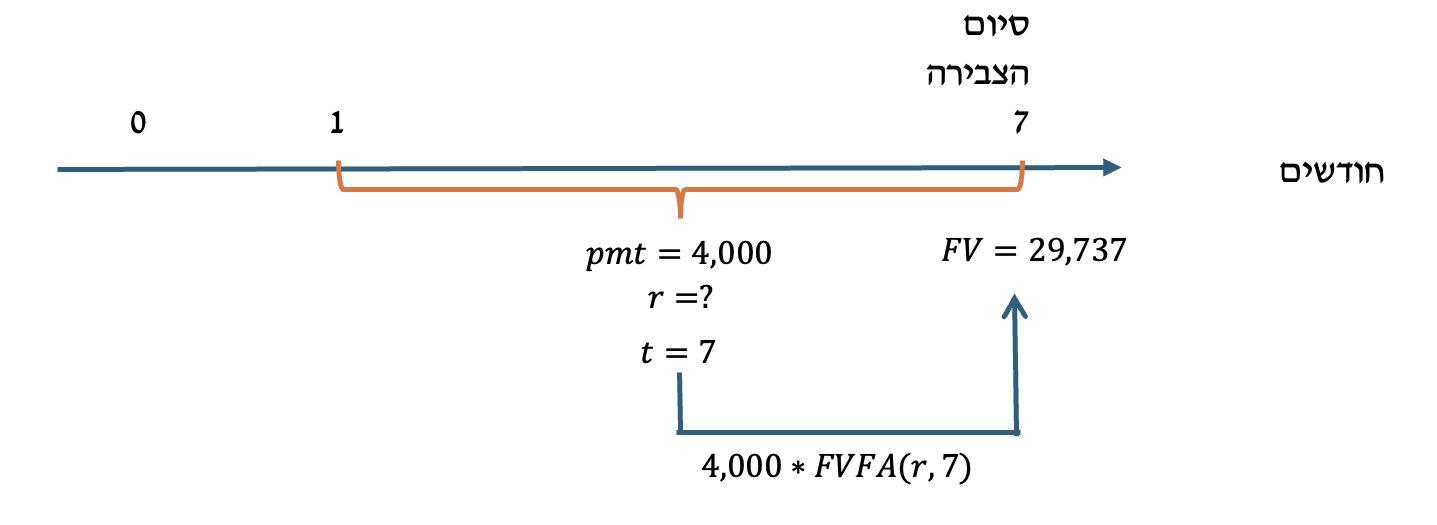 סיום
הצבירה
0 1 7
חודשים
pmt = 4,000 FV = 29,737
r =?
t = 7
4,000 ∗ FVFA(r, 7)